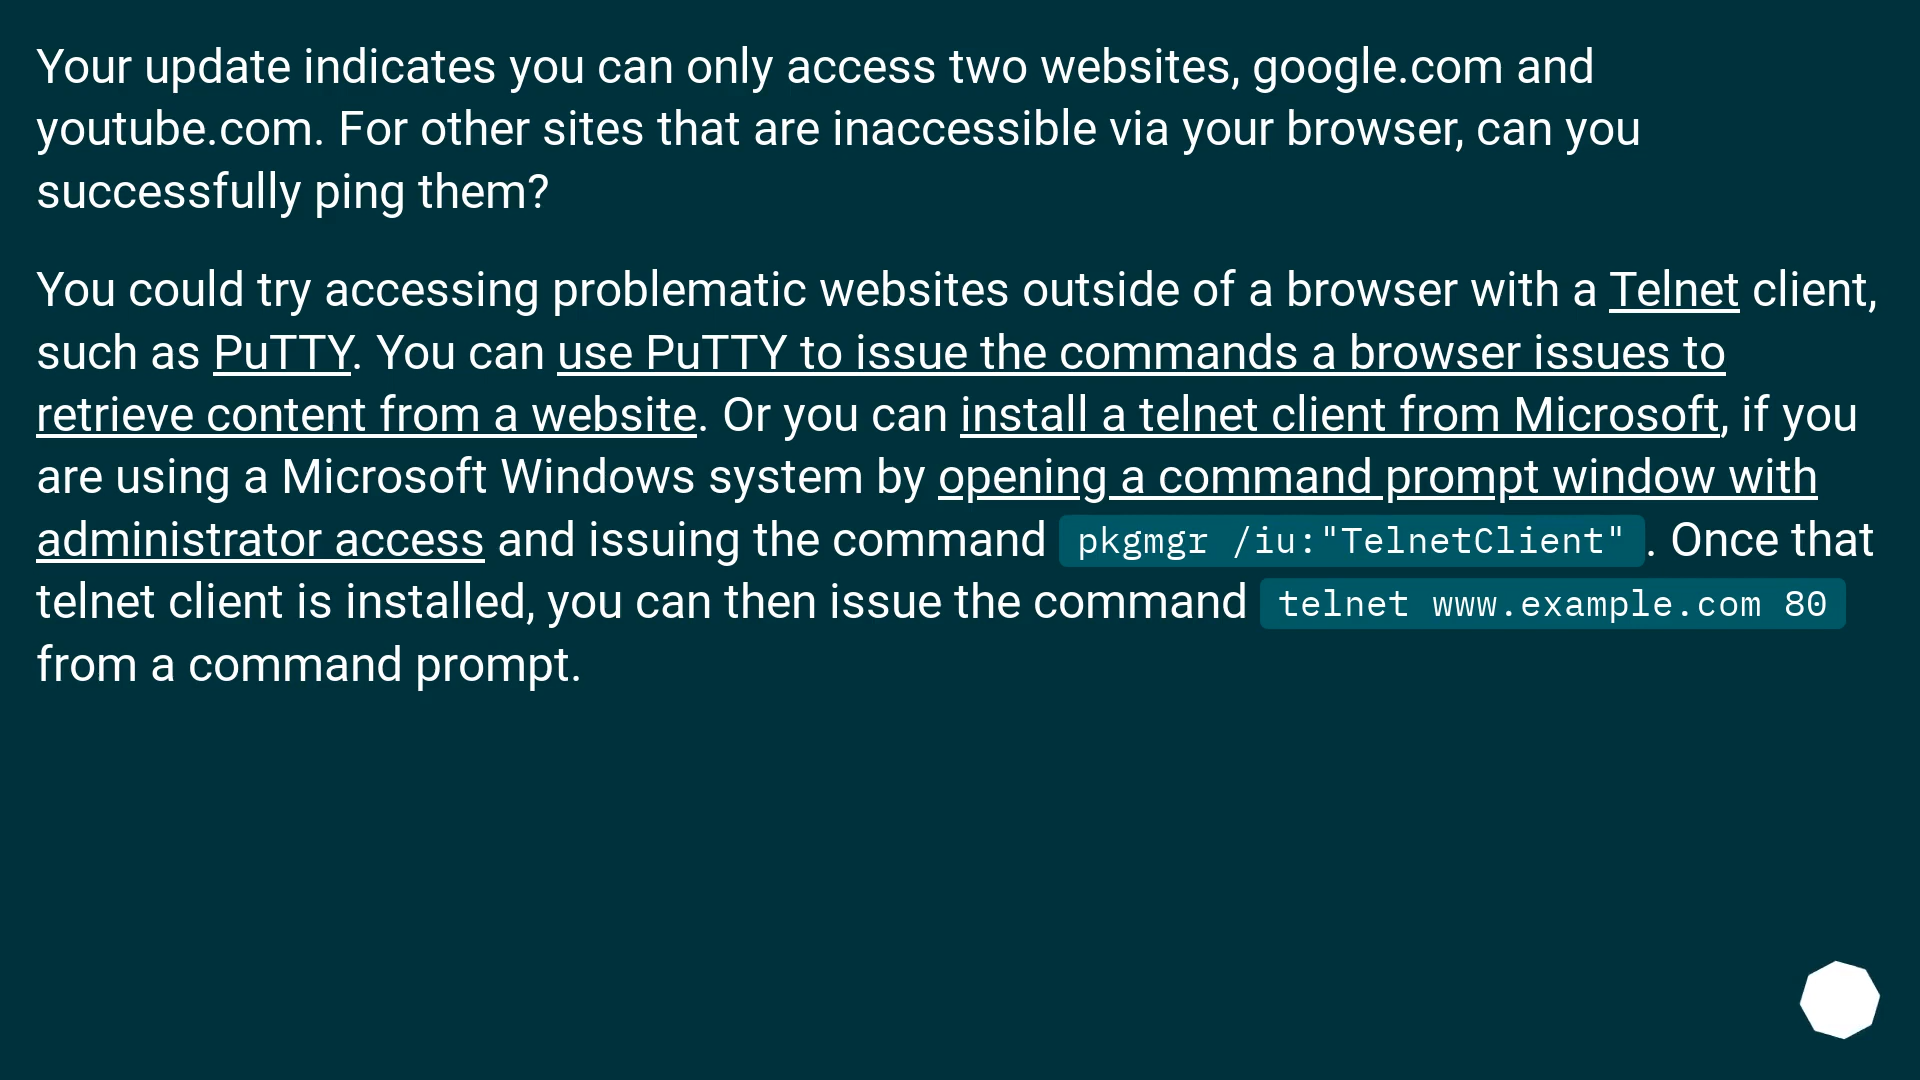 Your update indicates you can only access two websites, google.com and
youtube.com. For other sites that are inaccessible via your browser, can you
successfully ping them?
You could try accessing problematic websites outside of a browser with a Telnet client,
such as PuTTY. You can use PuTTY to issue the commands a browser issues to
retrieve content from a website. Or you can install a telnet client from Microsoft, if you
are using a Microsoft Windows system by opening a command prompt window with
administrator access and issuing the command pkgmgr /iu:"TelnetClient". Once that
telnet client is installed, you can then issue the command telnet www.example.com 80
from a command prompt.